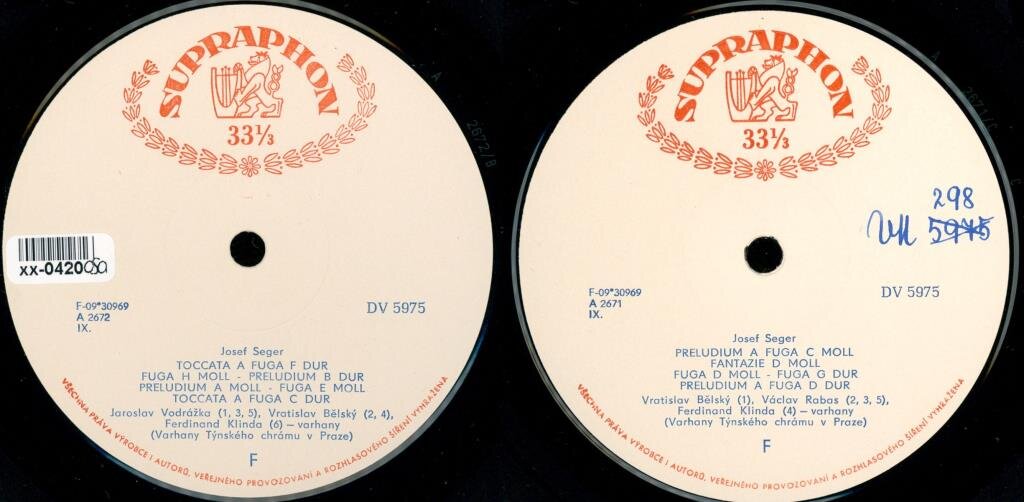 SUPRAPHON
33⅓
2672/B
xx-0420
F-09*30969
A 2672
IX.
DV 5975
Josef Seger
TOCCATA A FUGA F DUR
FUGA H MOLL - PRELUDIUM B DUR
PRELUDIUM A MOLL - FUGA E MOLL
TOCCATA A FUGA C DUR
Jaroslav Vodrážka (1, 3, 5), Vratislav Bělský (2, 4),
Ferdinand Klinda (6) – varhany
(Varhany Týnského chrámu v Praze)
F
VŠECHNA PRÁVA VÝROBCE I AUTORŮ, VEŘEJNÉHO PROVOZOVÁNÍ A ROZHLASOVÉHO ŠÍŘENÍ VYHRAŽENA
SUPRAPHON
33⅓
298
5975
F-09*30969
A 2671
IX.
DV 5975
Josef Seger
PRELUDIUM A FUGA C MOLL
FANTAZIE D MOLL
FUGA D MOLL - FUGA G DUR
PRELUDIUM A FUGA D DUR
Vratislav Bělský (1), Václav Rabas (2, 3, 5),
Ferdinand Klinda (4) – varhany
(Varhany Týnského chrámu v Praze)
F
VŠECHNA PRÁVA VÝROBCE I AUTORŮ, VEŘEJNÉHO PROVOZOVÁNÍ A ROZHLASOVÉHO ŠÍŘENÍ VYHRAŽENA